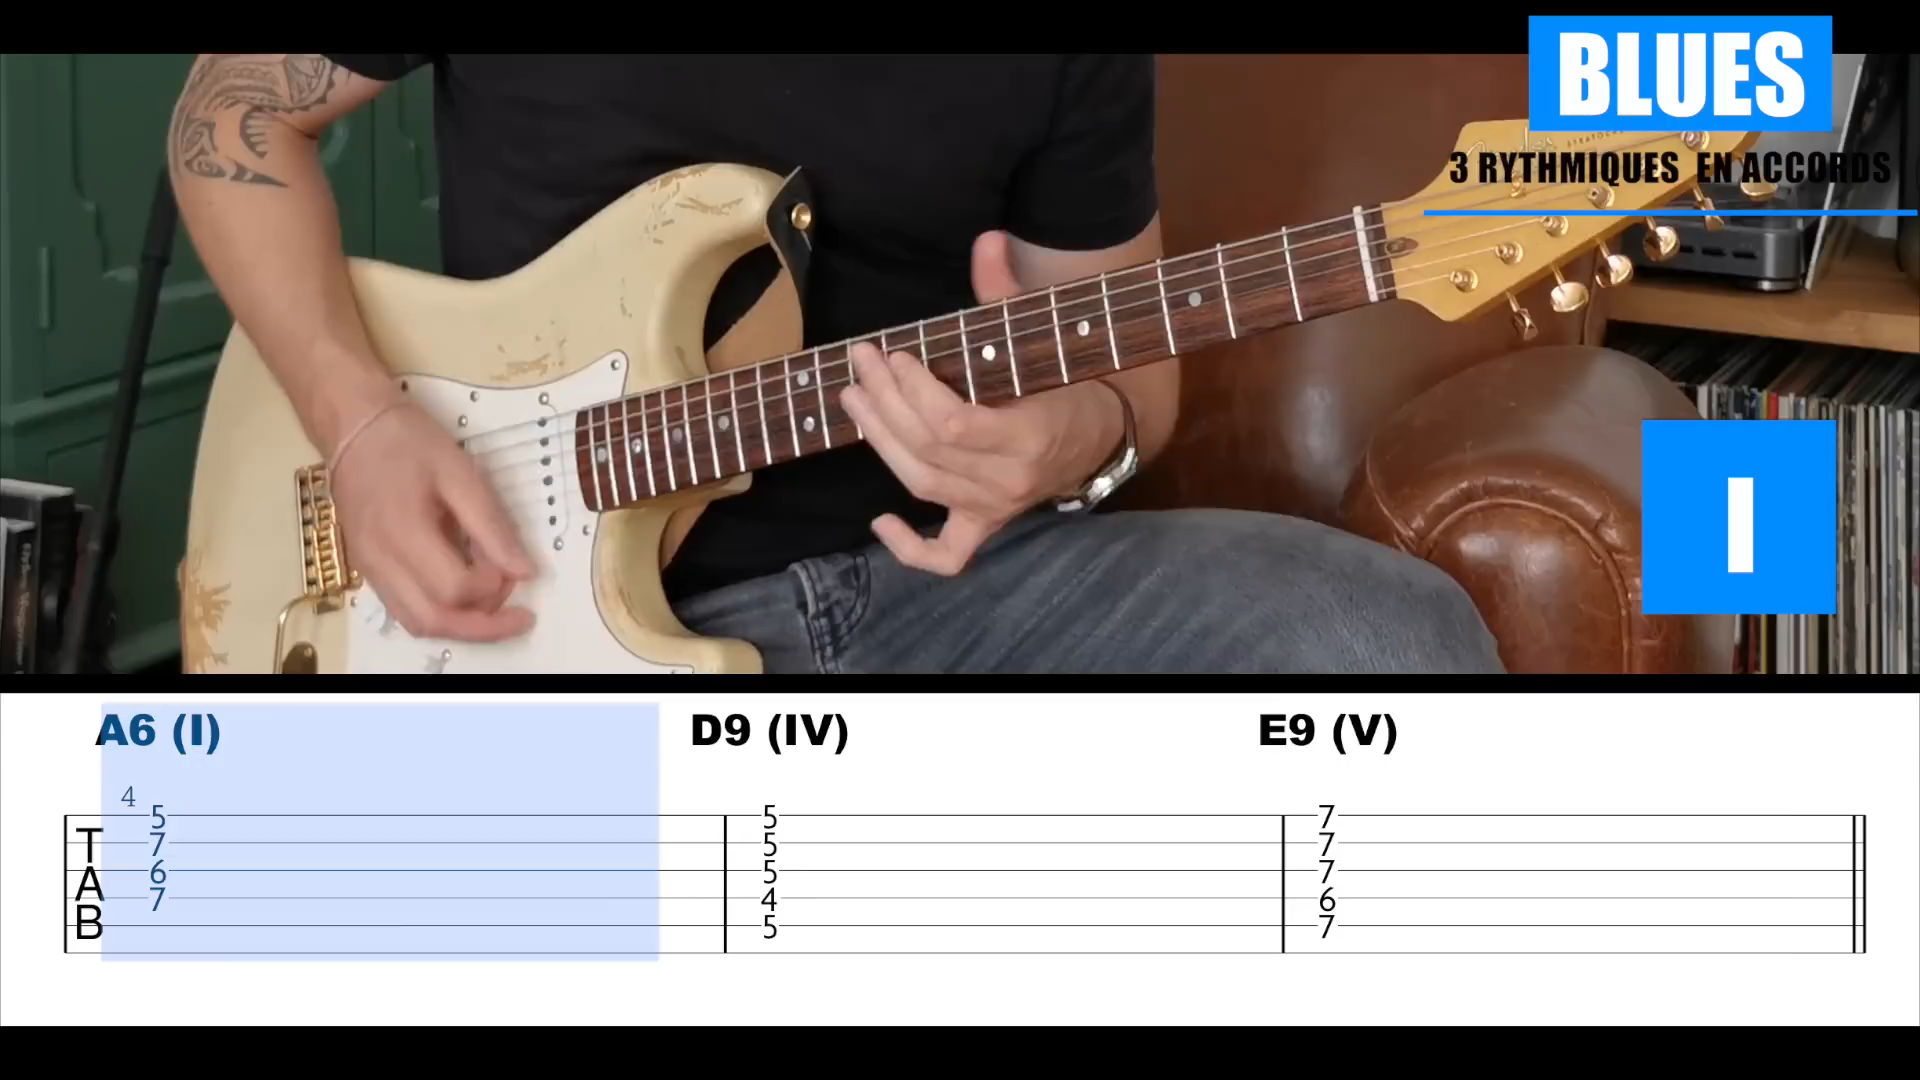 BLUES
Fender
3 RYTHMIQUES EN ACCORDS
I
A6 (I) D9 (IV) E9 (V)
4
5 5 7
T 7 5 7
A 6 5 7
7 4 6
B 5 7